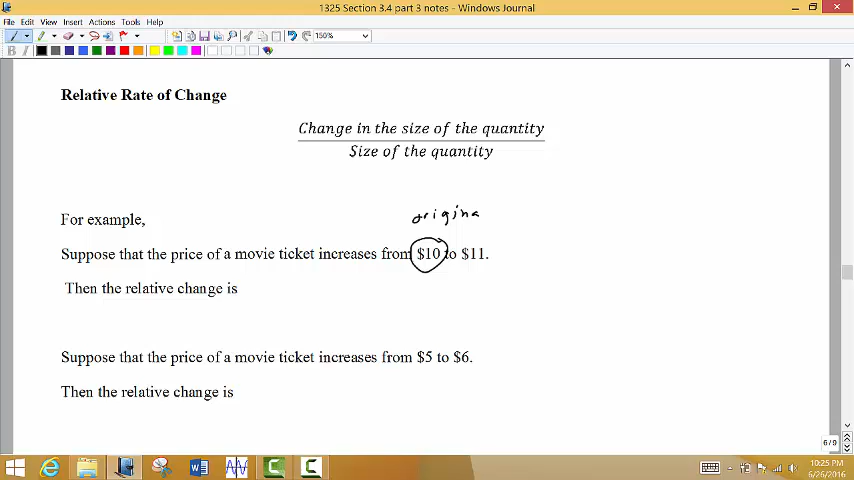 1325 Section 3.4 part 3 notes - Windows Journal
File Edit View Insert Actions Tools Help
150%
B I
Relative Rate of Change
Change in the size of the quantity
Size of the quantity
For example,
origina
Suppose that the price of a movie ticket increases from $10 to $11.
Then the relative change is
Suppose that the price of a movie ticket increases from $5 to $6.
Then the relative change is
6/9
10:25 PM
6/26/2016